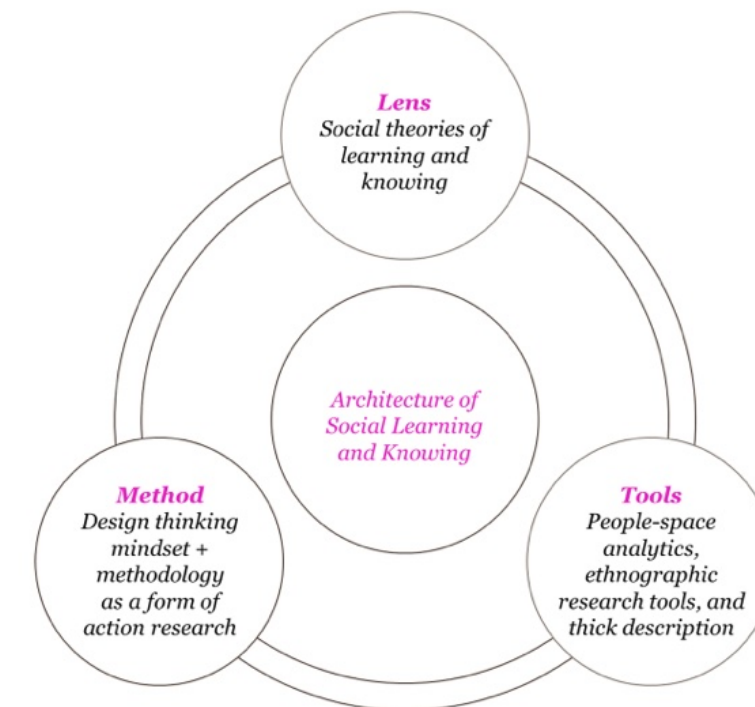 Lens
Social theories of
learning and
knowing
Architecture of
Social Learning
and Knowing
Method
Design thinking
mindset +
methodology
as a form of
action research
Tools
People-space
analytics,
ethnographic
research tools, and
thick description